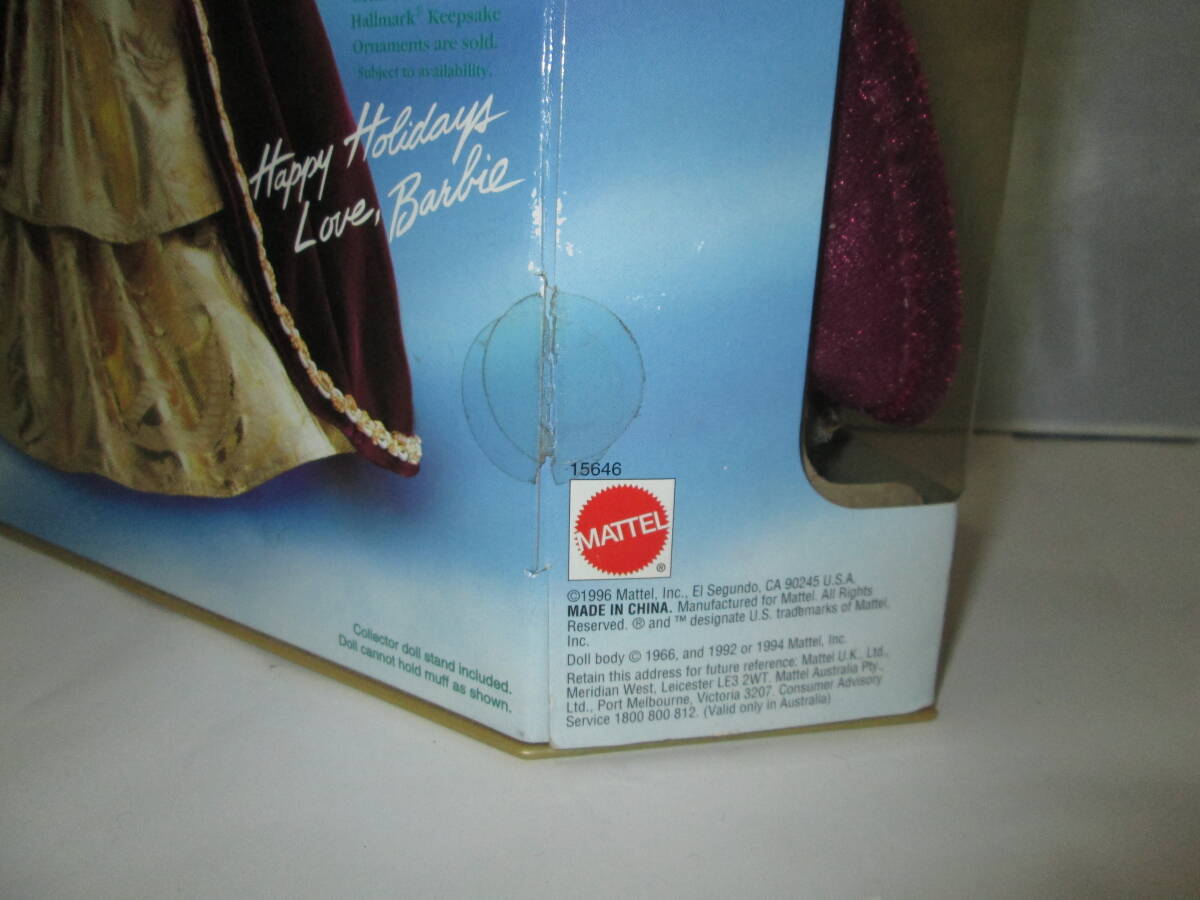 Hallmark® Keepsake
Ornaments are sold.
Subject to availability.
Happy Holidays
Love, Barbie
Collector doll stand included.
Doll cannot hold muff as shown.
15646
MATTEL
®
©1996 Mattel, Inc., El Segundo, CA 90245 U.S.A.
MADE IN CHINA. Manufactured for Mattel. All Rights
Reserved. ® and ™ designate U.S. trademarks of Mattel,
Inc.
Doll body © 1966, and 1992 or 1994 Mattel, Inc.
Retain this address for future reference: Mattel U.K., Ltd.,
Meridian West, Leicester LE3 2WT. Mattel Australia Pty.,
Ltd., Port Melbourne, Victoria 3207. Consumer Advisory
Service 1800 800 812. (Valid only in Australia)